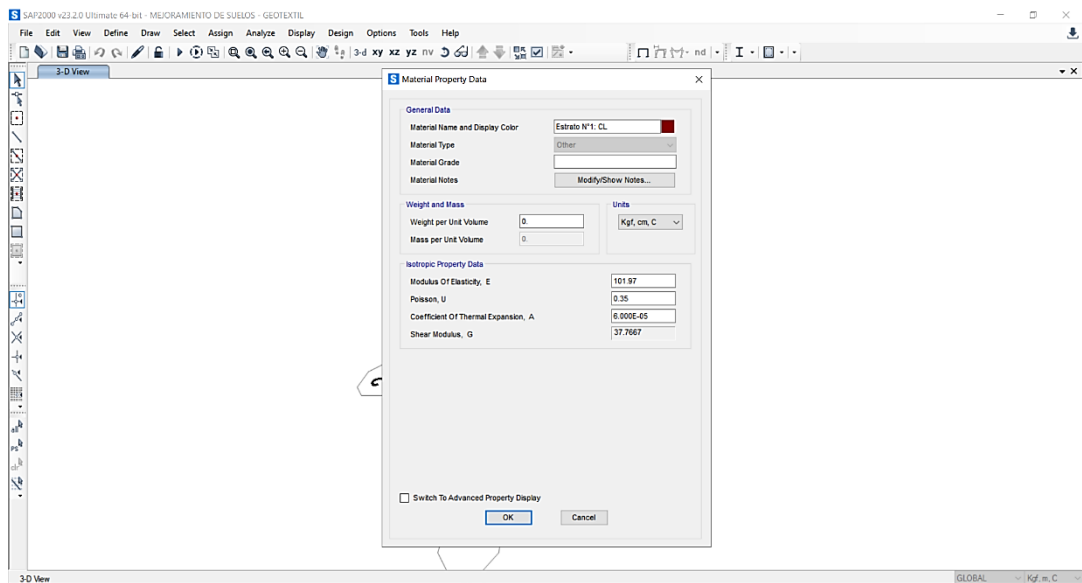 SAP2000 v23.2.0 Ultimate 64-bit - MEJORAMIENTO DE SUELOS - GEOTEXTIL
File Edit View Define Draw Select Assign Analyze Display Design Options Tools Help
3-d xy xz yz nv nd
3-D View
Material Property Data
General Data
Material Name and Display Color Estrato N°1: CL
Material Type Other
Material Grade
Material Notes Modify/Show Notes...
Weight and Mass Units
Weight per Unit Volume 0. Kgf, cm, C
Mass per Unit Volume 0.
Isotropic Property Data
Modulus Of Elasticity, E 101.97
Poisson, U 0.35
Coefficient Of Thermal Expansion, A 6.000E-05
Shear Modulus, G 37.7667
Switch To Advanced Property Display
OK Cancel
all
PS
clr
3-D View GLOBAL Kgf, m, C